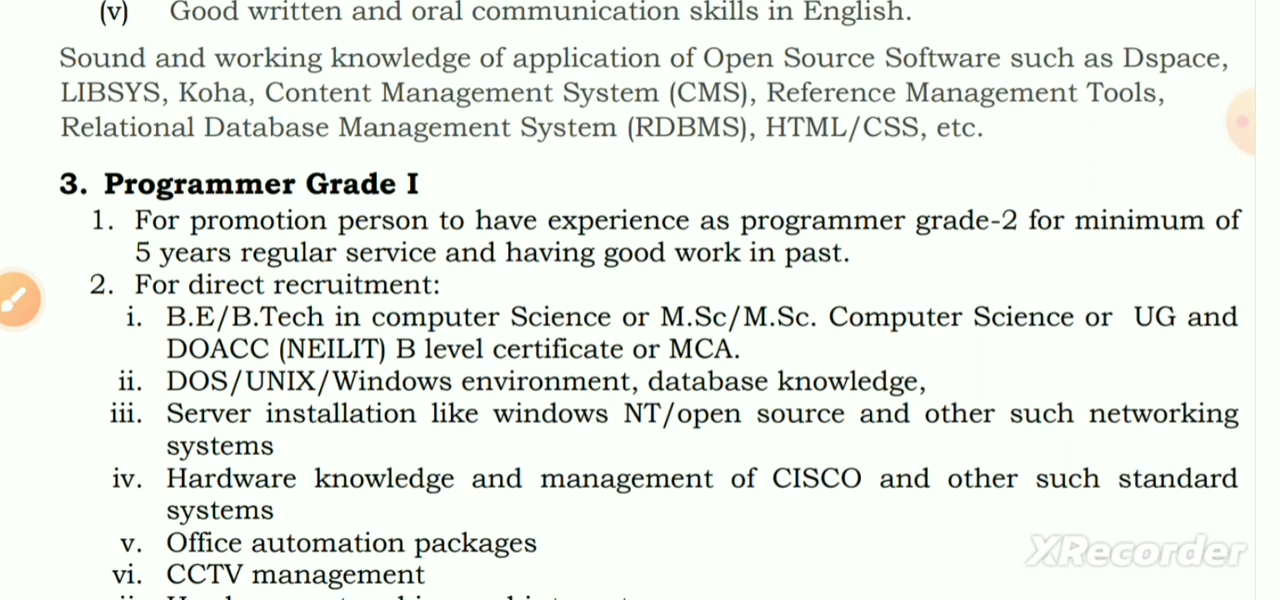 (v) Good written and oral communication skills in English.
Sound and working knowledge of application of Open Source Software such as Dspace,
LIBSYS, Koha, Content Management System (CMS), Reference Management Tools,
Relational Database Management System (RDBMS), HTML/CSS, etc.
3. Programmer Grade I
1. For promotion person to have experience as programmer grade-2 for minimum of
5 years regular service and having good work in past.
2. For direct recruitment:
i. B.E/B.Tech in computer Science or M.Sc/M.Sc. Computer Science or UG and
DOACC (NEILIT) B level certificate or MCA.
ii. DOS/UNIX/Windows environment, database knowledge,
iii. Server installation like windows NT/open source and other such networking
systems
iv. Hardware knowledge and management of CISCO and other such standard
systems
v. Office automation packages
XRecorder
vi. CCTV management